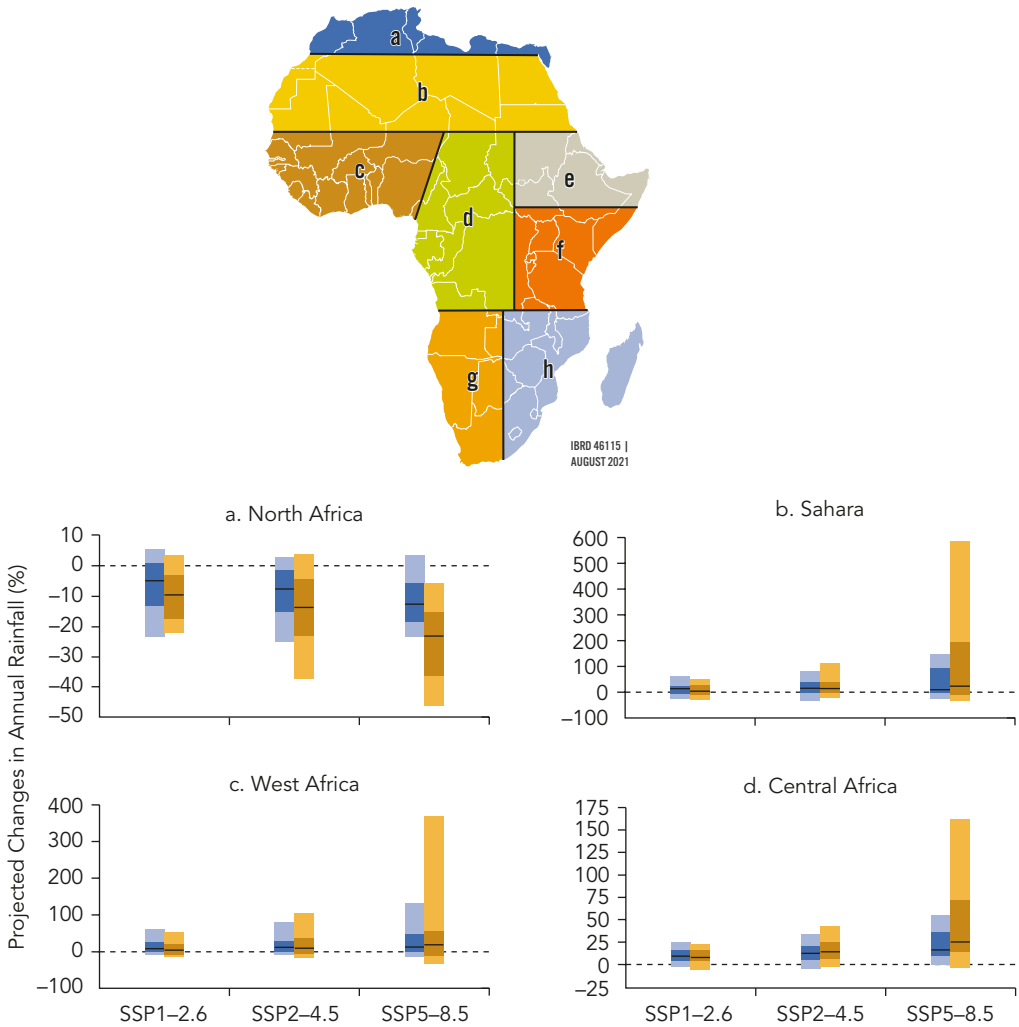 a
b
c
d
e
f
g
h
IBRD 46115 |
AUGUST 2021
Projected Changes in Annual Rainfall (%)
a. North Africa
10
0
–10
–20
–30
–40
–50
b. Sahara
600
500
400
300
200
100
0
–100
c. West Africa
400
300
200
100
0
–100
SSP1–2.6 SSP2–4.5 SSP5–8.5
d. Central Africa
175
150
125
100
75
50
25
0
–25
SSP1–2.6 SSP2–4.5 SSP5–8.5